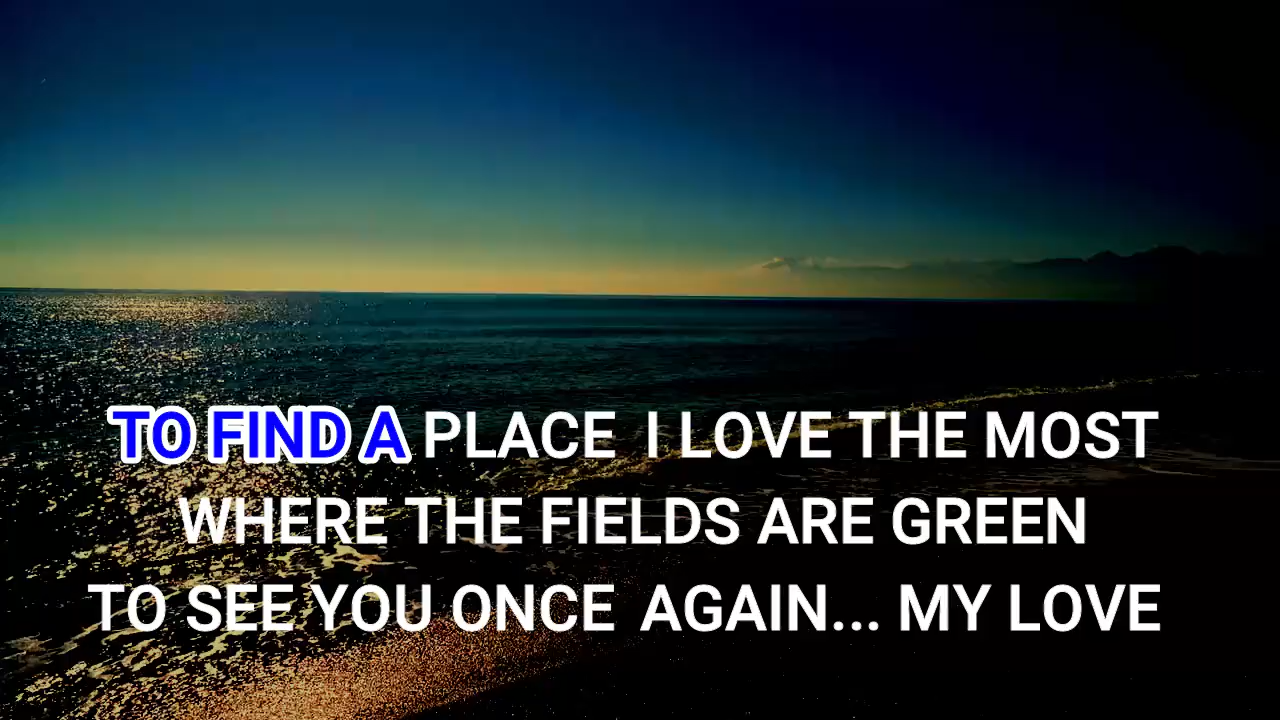 TO FIND A PLACE I LOVE THE MOST
WHERE THE FIELDS ARE GREEN
TO SEE YOU ONCE AGAIN... MY LOVE